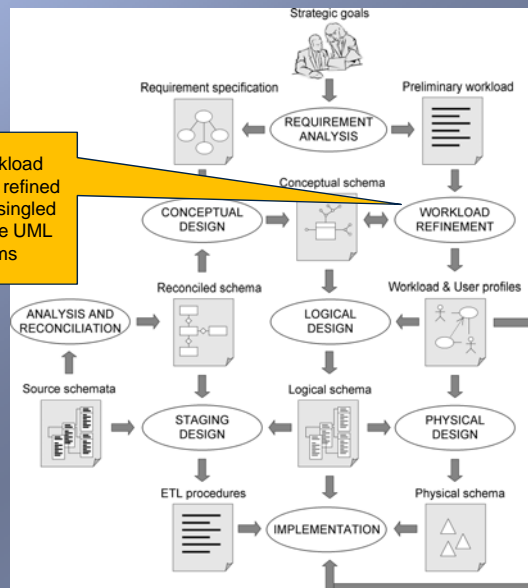 Strategic goals
Requirement specification
Preliminary workload
REQUIREMENT
ANALYSIS
kload
refined
singled
e UML
ms
Conceptual schema
CONCEPTUAL
DESIGN
WORKLOAD
REFINEMENT
Reconciled schema
Workload & User profiles
ANALYSIS AND
RECONCILIATION
LOGICAL
DESIGN
Source schemata
Logical schema
STAGING
DESIGN
PHYSICAL
DESIGN
ETL procedures
Physical schema
IMPLEMENTATION